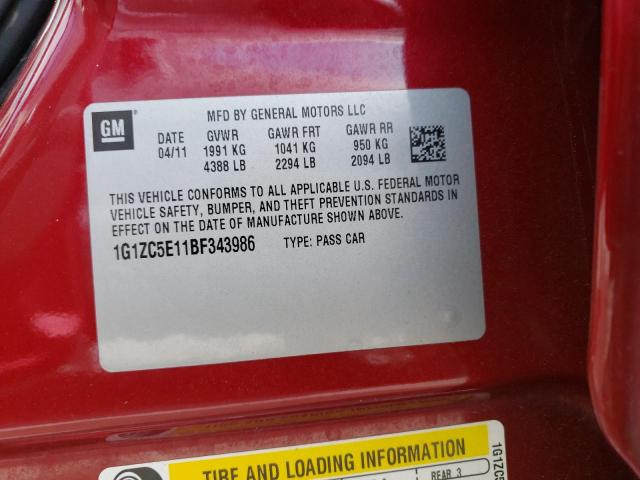 GM
MFD BY GENERAL MOTORS LLC
DATE GVWR GAWR FRT GAWR RR
04/11 1991 KG 1041 KG 950 KG
4388 LB 2294 LB 2094 LB
THIS VEHICLE CONFORMS TO ALL APPLICABLE U.S. FEDERAL MOTOR
VEHICLE SAFETY, BUMPER, AND THEFT PREVENTION STANDARDS IN
EFFECT ON THE DATE OF MANUFACTURE SHOWN ABOVE.
1G1ZC5E11BF343986 TYPE: PASS CAR
TIRE AND LOADING INFORMATION
REAR 3
1G1ZC5